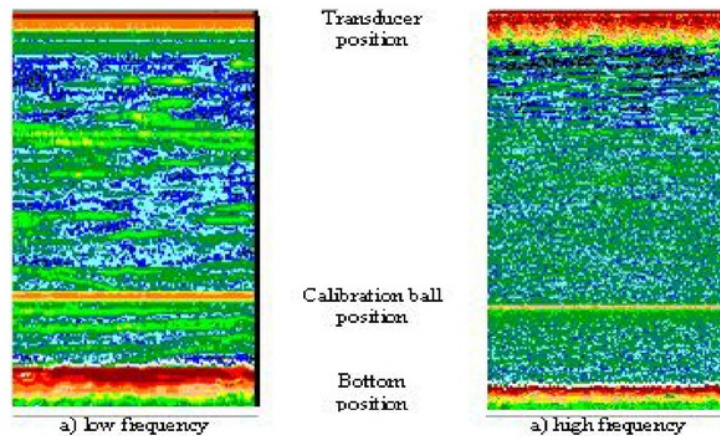 Transducer
position
Calibration ball
position
Bottom
position
a) low frequency
a) high frequency